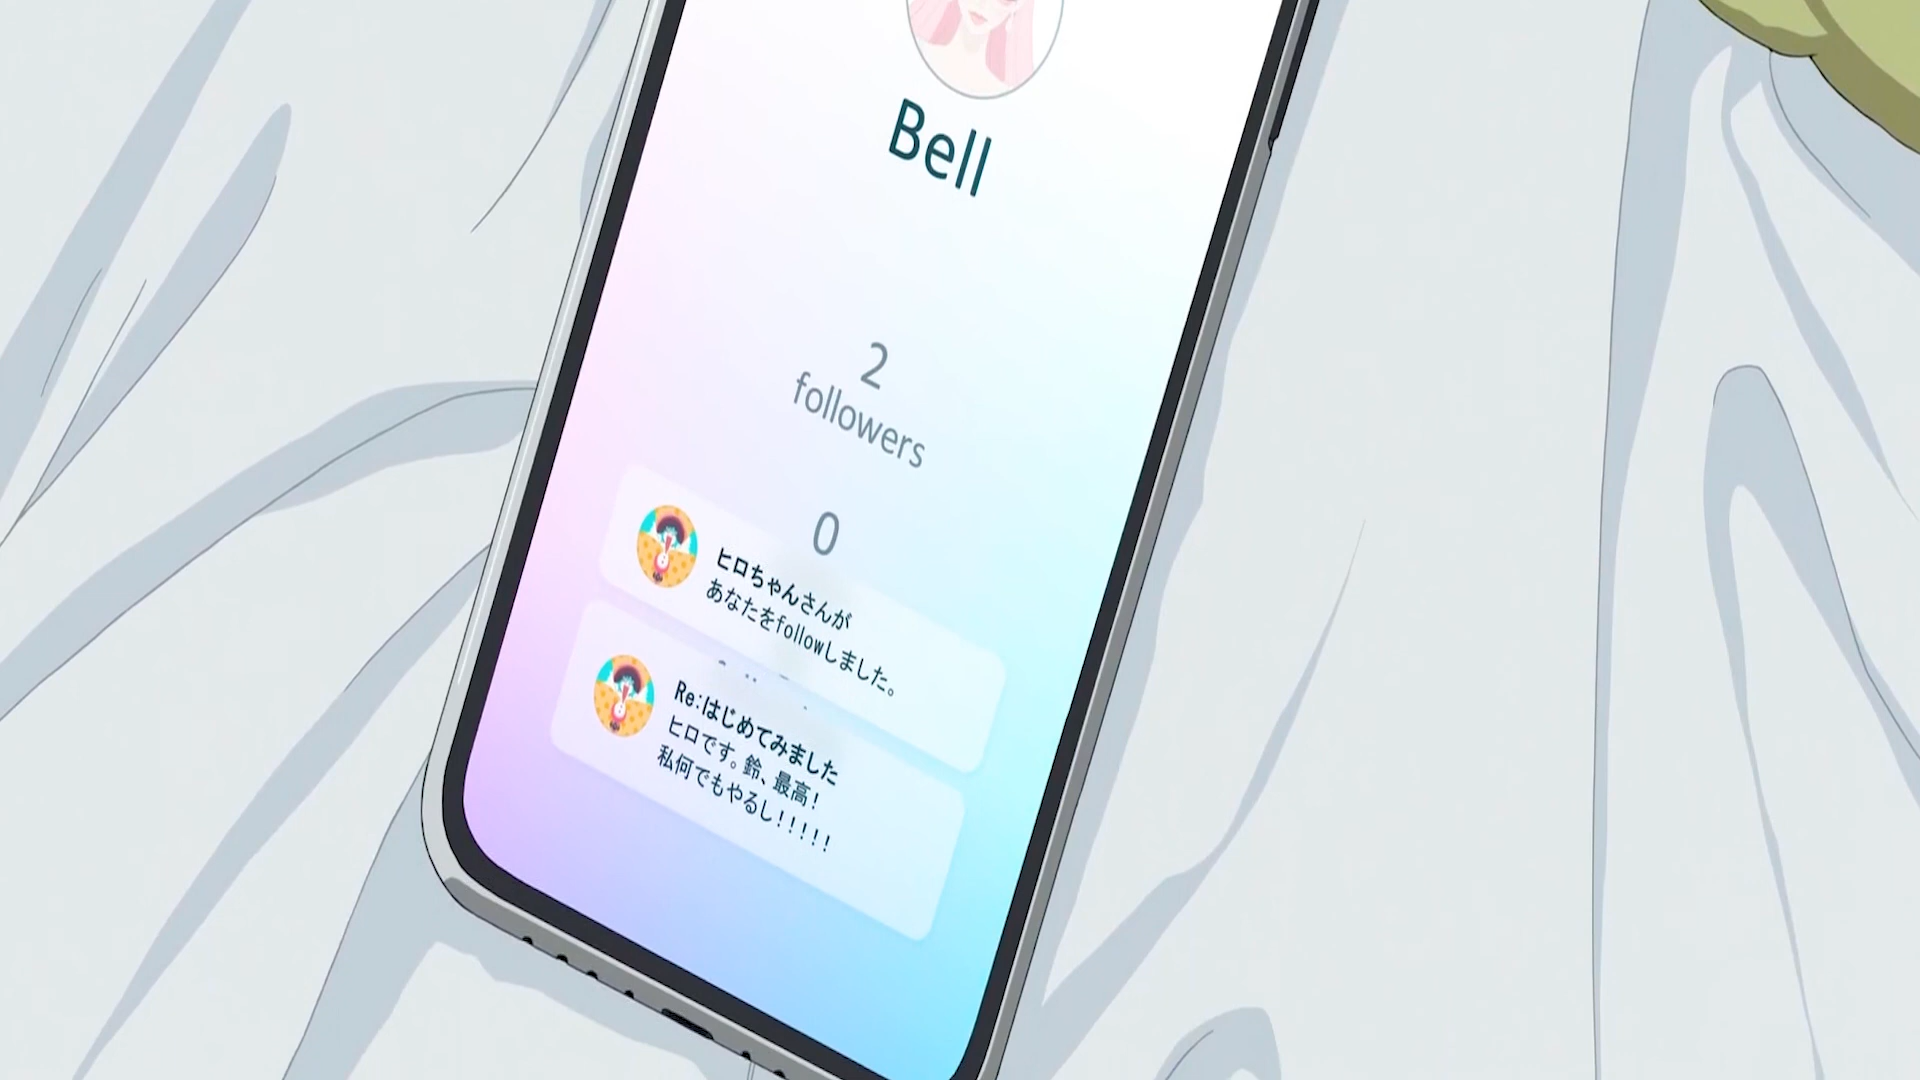 Bell
2
followers
0
ヒロちゃんさんが
あなたをfollowしました。
Re:はじめてみました
ヒロです。鈴、最高！
私何でもやるし！！！！！